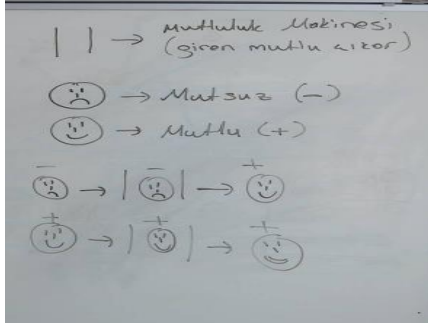 | | → Mutluluk Makinesi
(giren mutlu çıkar)
→ Mutsuz (-)
→ Mutlu (+)
- → | - | → +
+ → | + | → +